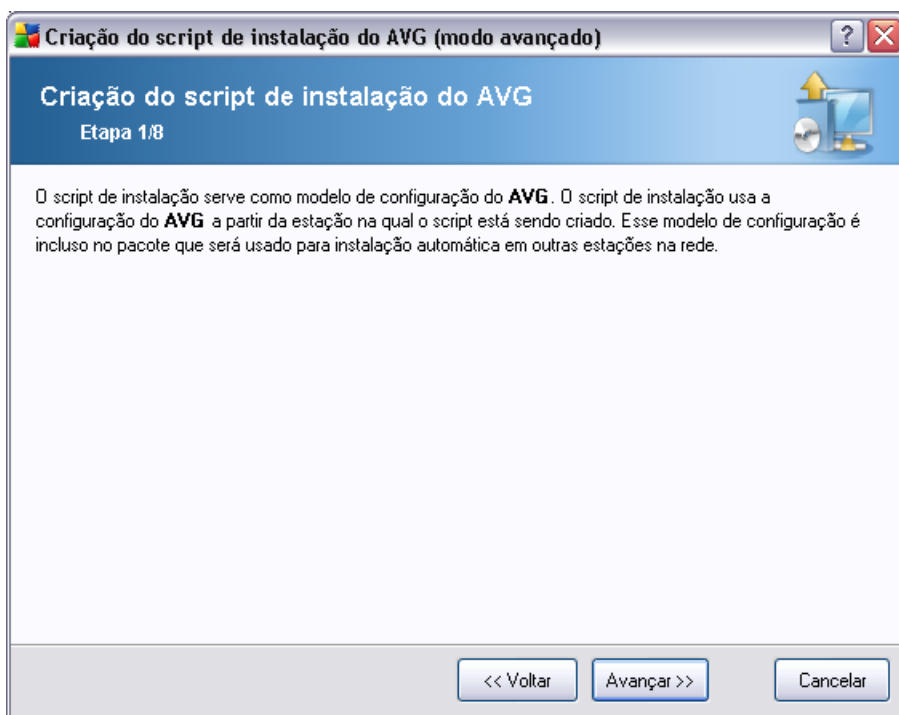 Criação do script de instalação do AVG (modo avançado)
?
Criação do script de instalação do AVG
Etapa 1/8
O script de instalação serve como modelo de configuração do AVG. O script de instalação usa a
configuração do AVG a partir da estação na qual o script está sendo criado. Esse modelo de configuração é
incluso no pacote que será usado para instalação automática em outras estações na rede.
<< Voltar
Avançar >>
Cancelar